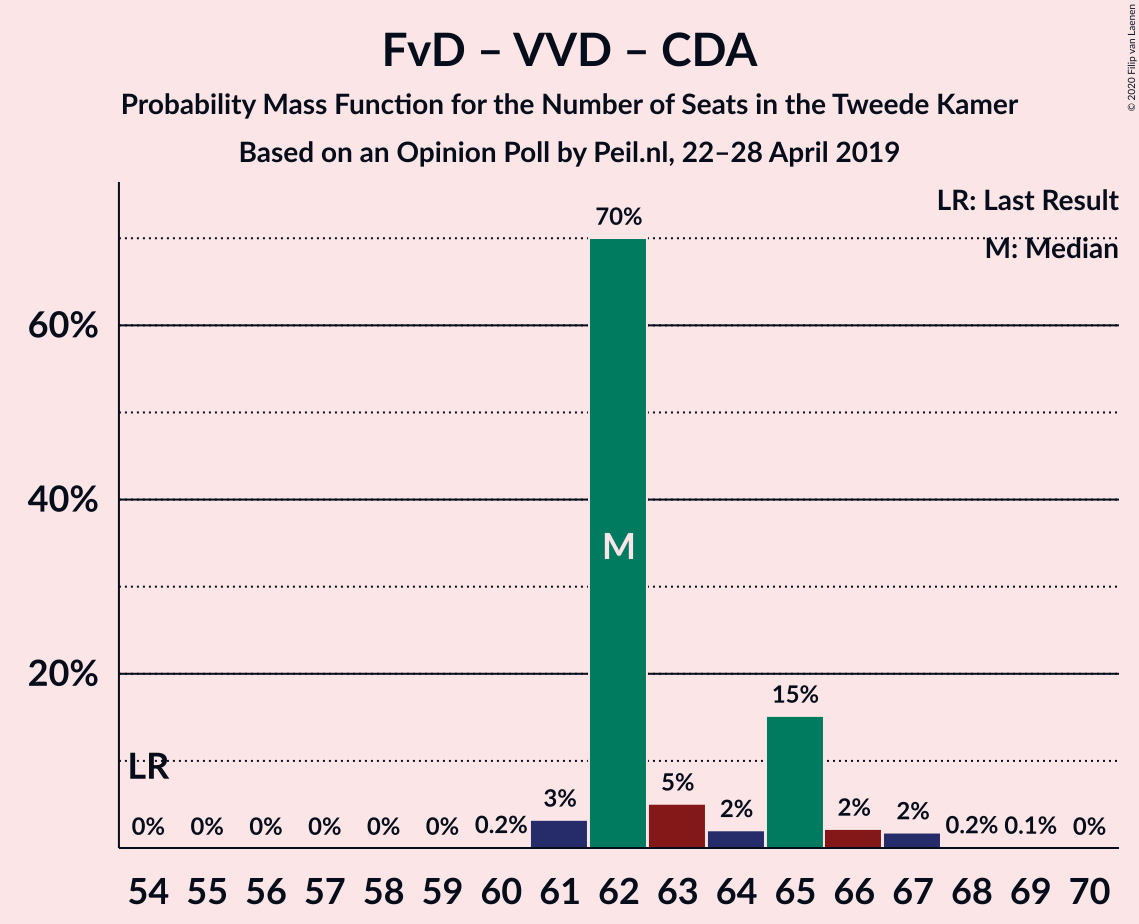 FvD – VVD – CDA
Probability Mass Function for the Number of Seats in the Tweede Kamer
Based on an Opinion Poll by Peil.nl, 22–28 April 2019
© 2020 Filip van Laenen
LR: Last Result
M: Median
60%
40%
20%
LR
M
0% 0% 0% 0% 0% 0% 0.2% 3% 70% 5% 2% 15% 2% 2% 0.2% 0.1% 0%
54 55 56 57 58 59 60 61 62 63 64 65 66 67 68 69 70